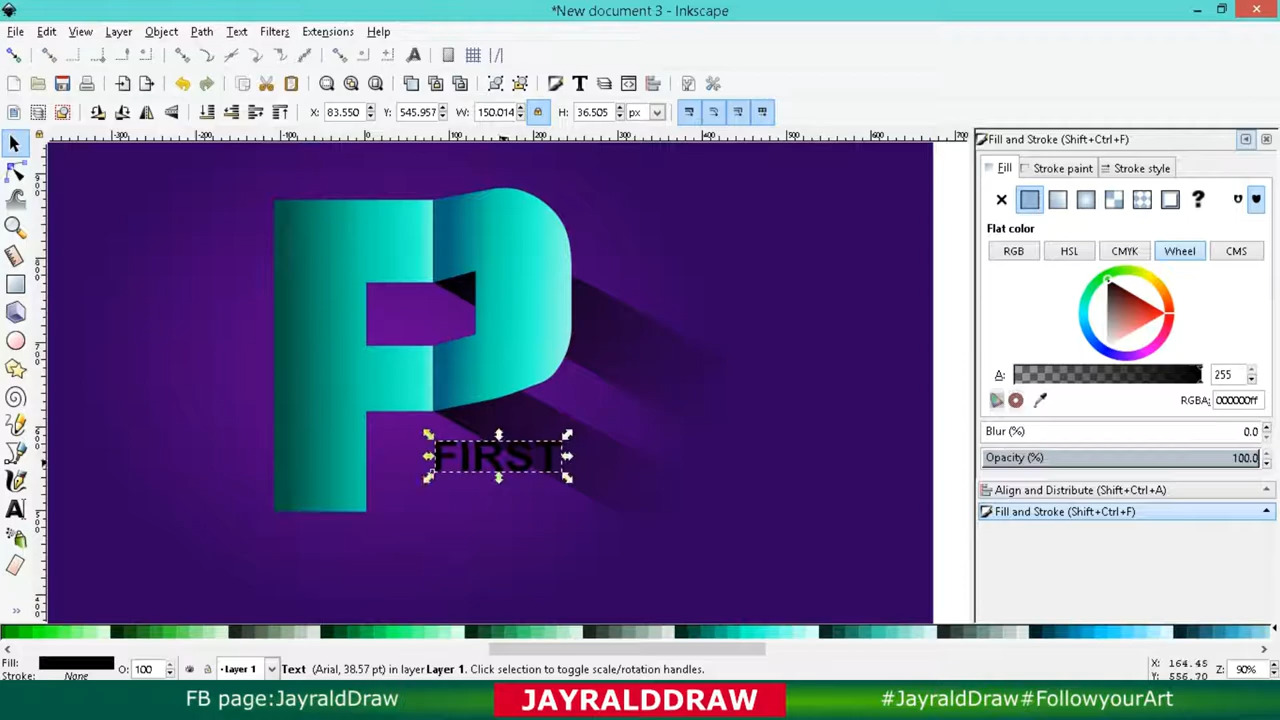 *New document 3 - Inkscape
File Edit View Layer Object Path Text Filters Extensions Help
X: 83.550 Y: 545.957 W: 150.014 H: 36.505 px
Fill and Stroke (Shift+Ctrl+F)
Fill Stroke paint Stroke style
Flat color
RGB HSL CMYK Wheel CMS
A: 255
RGBA: 000000ff
Blur (%) 0.0
Opacity (%) 100.0
Align and Distribute (Shift+Ctrl+A)
Fill and Stroke (Shift+Ctrl+F)
P
FIRST
Fill:
Stroke: None
O: 100
Layer 1
Text (Arial, 38.57 pt) in layer Layer 1. Click selection to toggle scale/rotation handles.
X: 164.45
Y: 556.70
Z: 90%
FB page:JayraldDraw
JAYRALDDRAW
#JayraldDraw#FollowyourArt